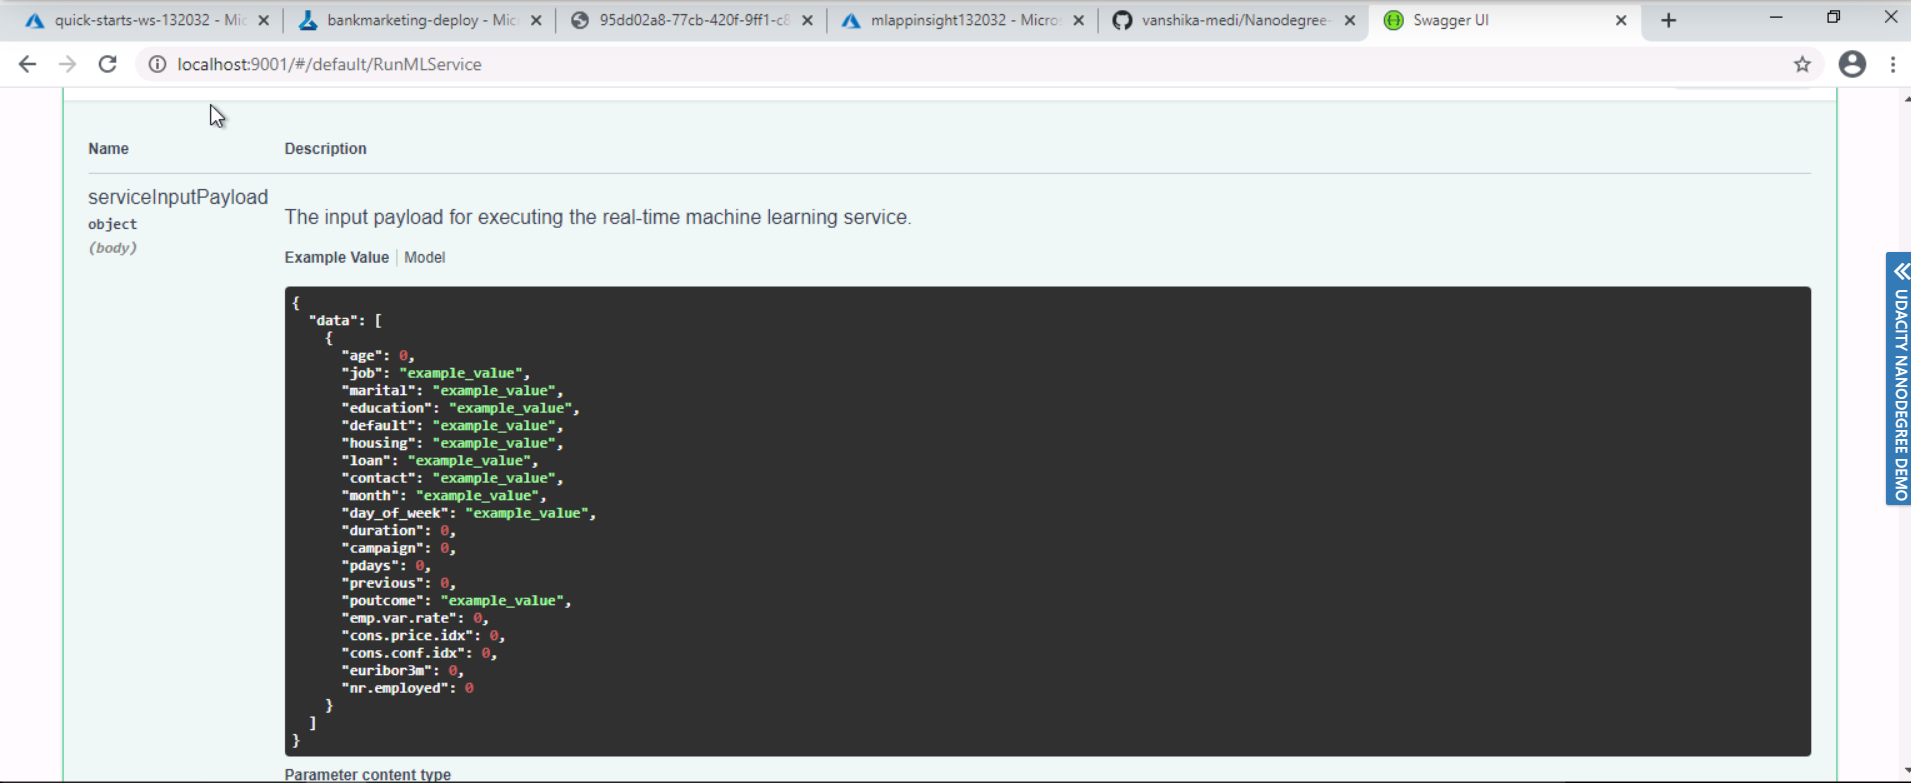 quick-starts-ws-132032 - Mic
bankmarketing-deploy - Mic
95dd02a8-77cb-420f-9ff1-c8
mlappinsight132032 - Micros
vanshika-medi/Nanodegree-
Swagger UI
localhost:9001/#/default/RunMLService
Name Description
serviceInputPayload
object
(body)
The input payload for executing the real-time machine learning service.
Example Value Model
{
"data": [
{
"age": 0,
"job": "example_value",
"marital": "example_value",
"education": "example_value",
"default": "example_value",
"housing": "example_value",
"loan": "example_value",
"contact": "example_value",
"month": "example_value",
"day_of_week": "example_value",
"duration": 0,
"campaign": 0,
"pdays": 0,
"previous": 0,
"poutcome": "example_value",
"emp.var.rate": 0,
"cons.price.idx": 0,
"cons.conf.idx": 0,
"euribor3m": 0,
"nr.employed": 0
}
]
}
Parameter content type
UDACITY NANODEGREE DEMO